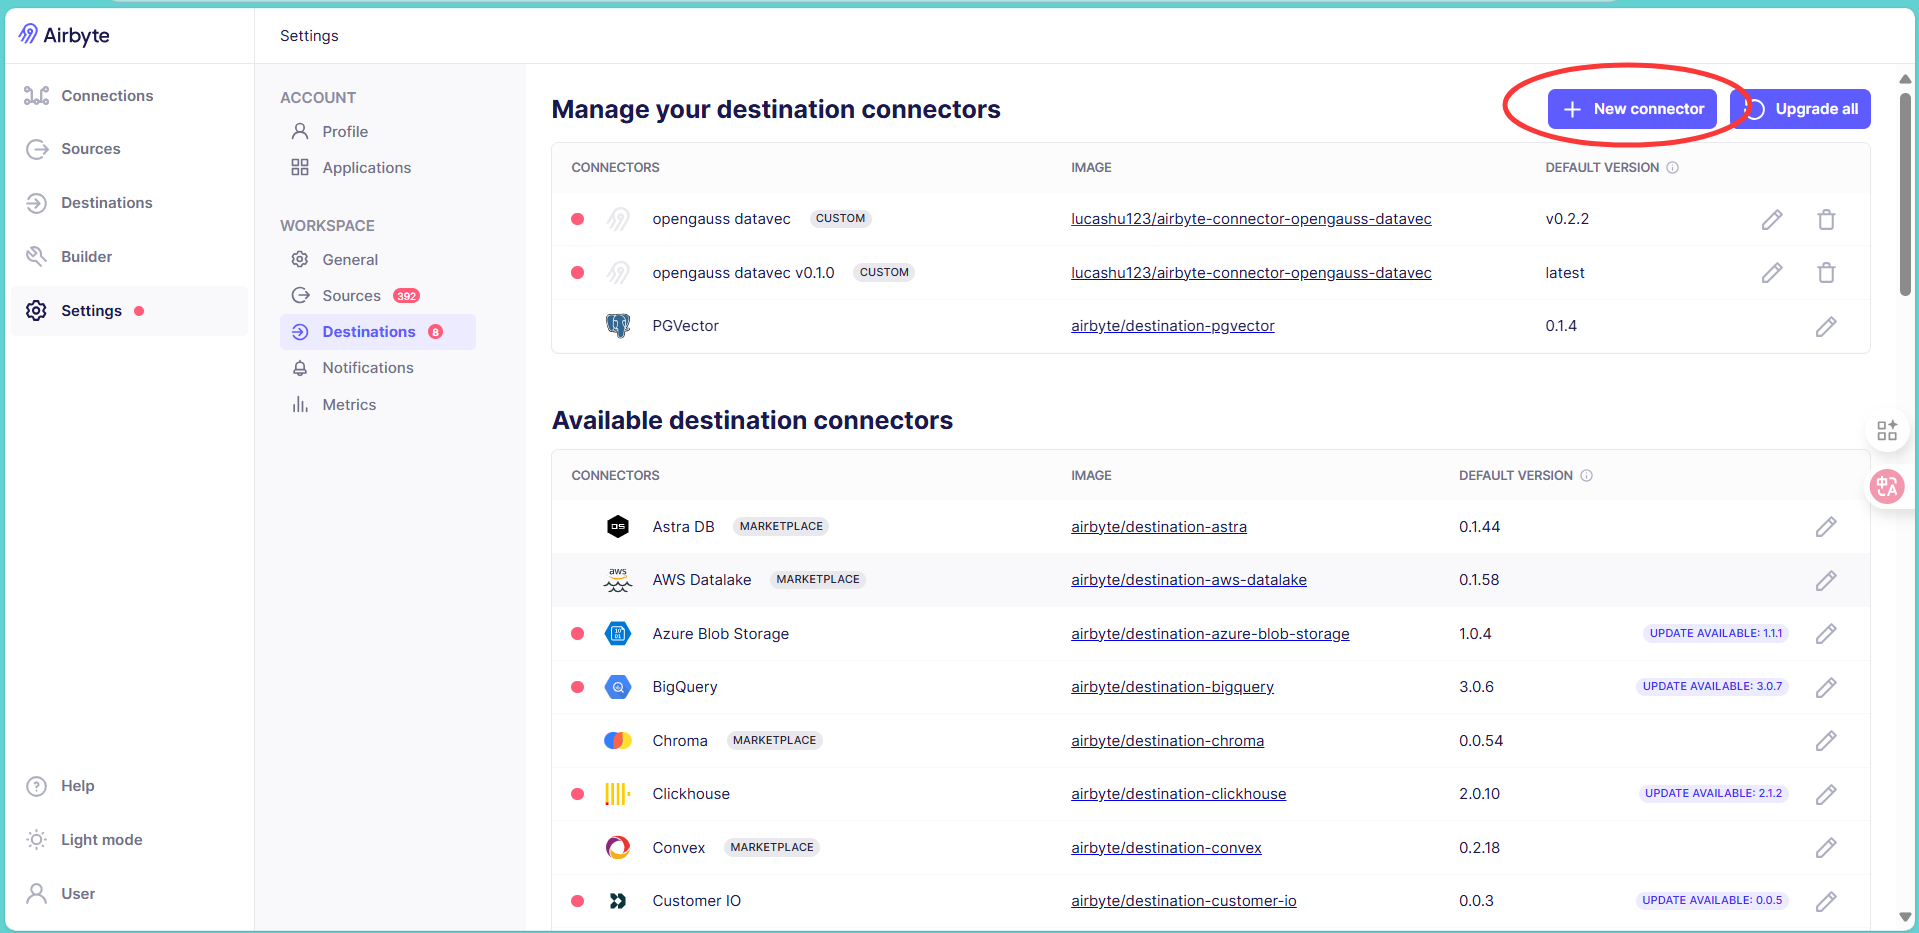 Airbyte
Settings
Connections
Sources
Destinations
Builder
Settings
Help
Light mode
User
ACCOUNT
Profile
Applications
WORKSPACE
General
Sources 392
Destinations 8
Notifications
Metrics
Manage your destination connectors
New connector
Upgrade all
CONNECTORS IMAGE DEFAULT VERSION
opengauss datavec CUSTOM lucashu123/airbyte-connector-opengauss-datavec v0.2.2
opengauss datavec v0.1.0 CUSTOM lucashu123/airbyte-connector-opengauss-datavec latest
PGVector airbyte/destination-pgvector 0.1.4
Available destination connectors
CONNECTORS IMAGE DEFAULT VERSION
Astra DB MARKETPLACE airbyte/destination-astra 0.1.44
aws AWS Datalake MARKETPLACE airbyte/destination-aws-datalake 0.1.58
Azure Blob Storage airbyte/destination-azure-blob-storage 1.0.4 UPDATE AVAILABLE: 1.1.1
BigQuery airbyte/destination-bigquery 3.0.6 UPDATE AVAILABLE: 3.0.7
Chroma MARKETPLACE airbyte/destination-chroma 0.0.54
Clickhouse airbyte/destination-clickhouse 2.0.10 UPDATE AVAILABLE: 2.1.2
Convex MARKETPLACE airbyte/destination-convex 0.2.18
Customer IO airbyte/destination-customer-io 0.0.3 UPDATE AVAILABLE: 0.0.5